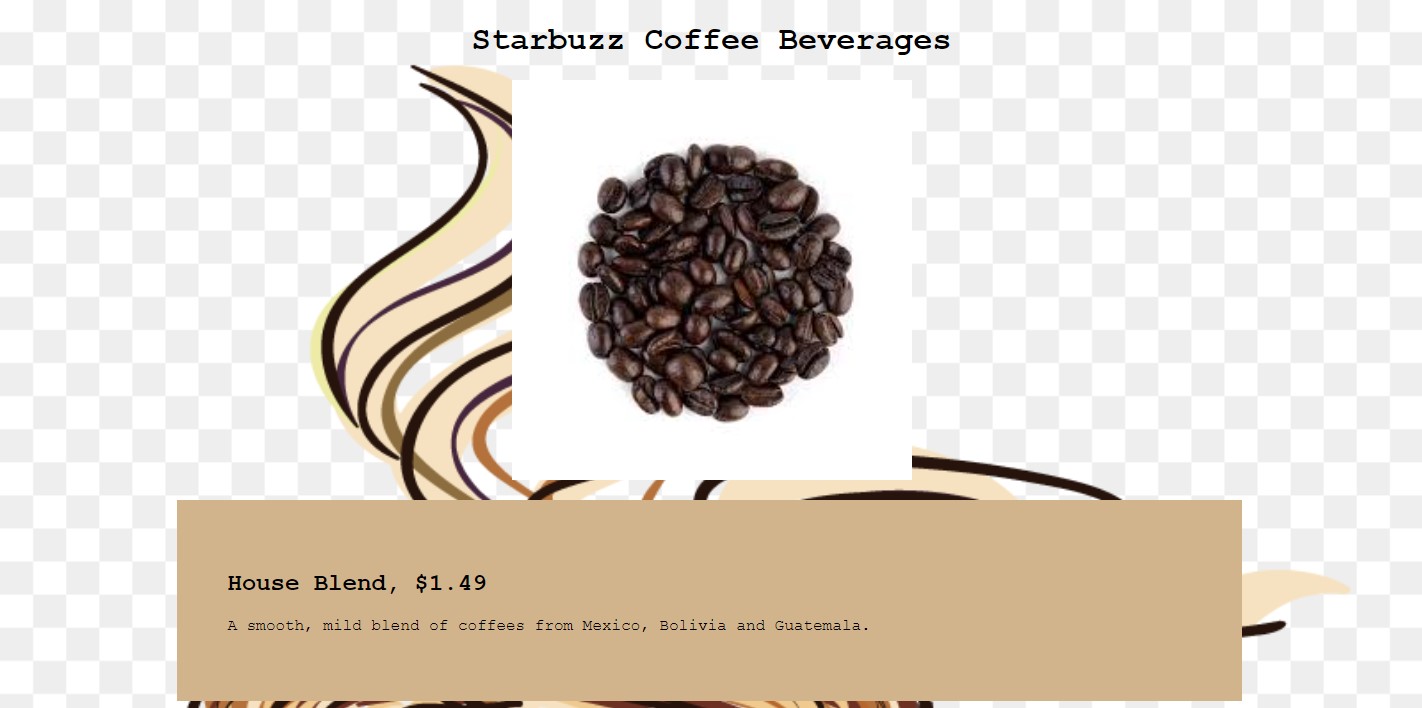 Starbuzz Coffee Beverages
House Blend, $1.49
A smooth, mild blend of coffees from Mexico, Bolivia and Guatemala.